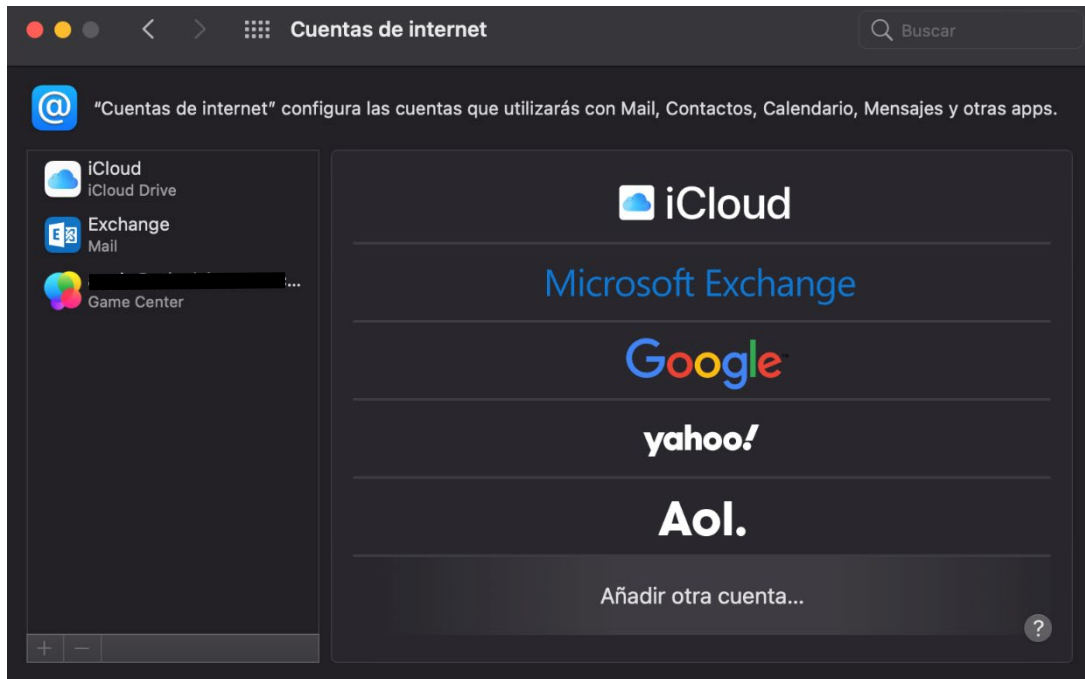 Cuentas de internet
Buscar
“Cuentas de internet” configura las cuentas que utilizarás con Mail, Contactos, Calendario, Mensajes y otras apps.
iCloud
iCloud Drive
Exchange
Mail
...
Game Center
iCloud
Microsoft Exchange
Google
yahoo!
Aol.
Añadir otra cuenta...
?